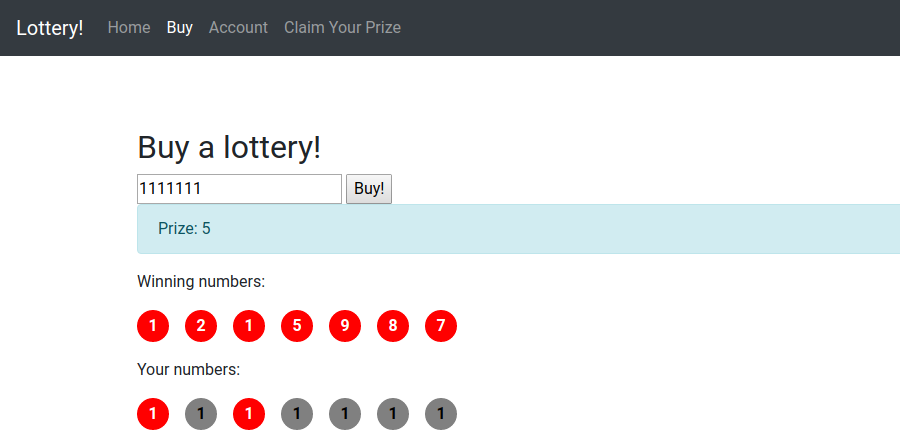 Lottery! Home Buy Account Claim Your Prize
Buy a lottery!
1111111 Buy!
Prize: 5
Winning numbers:
1 2 1 5 9 8 7
Your numbers:
1 1 1 1 1 1 1